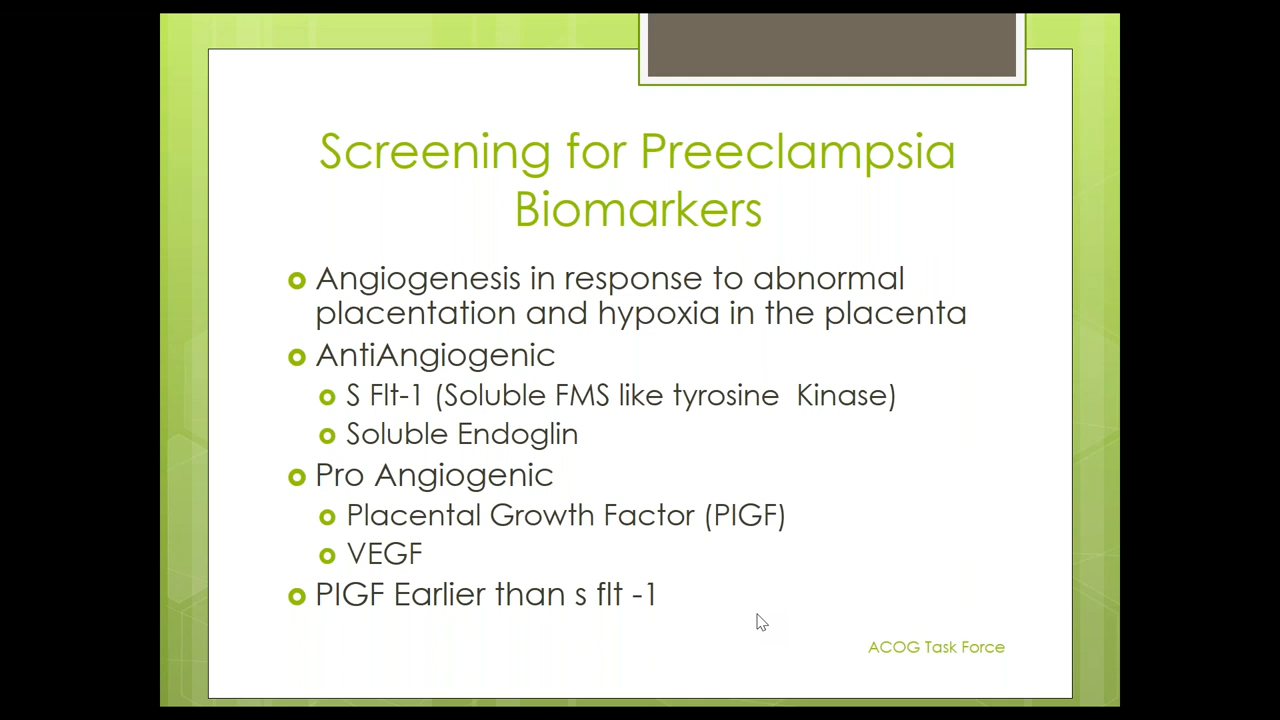 Screening for Preeclampsia
Biomarkers
Angiogenesis in response to abnormal
placentation and hypoxia in the placenta
AntiAngiogenic
S Flt-1 (Soluble FMS like tyrosine Kinase)
Soluble Endoglin
Pro Angiogenic
Placental Growth Factor (PIGF)
VEGF
PIGF Earlier than s flt -1
ACOG Task Force